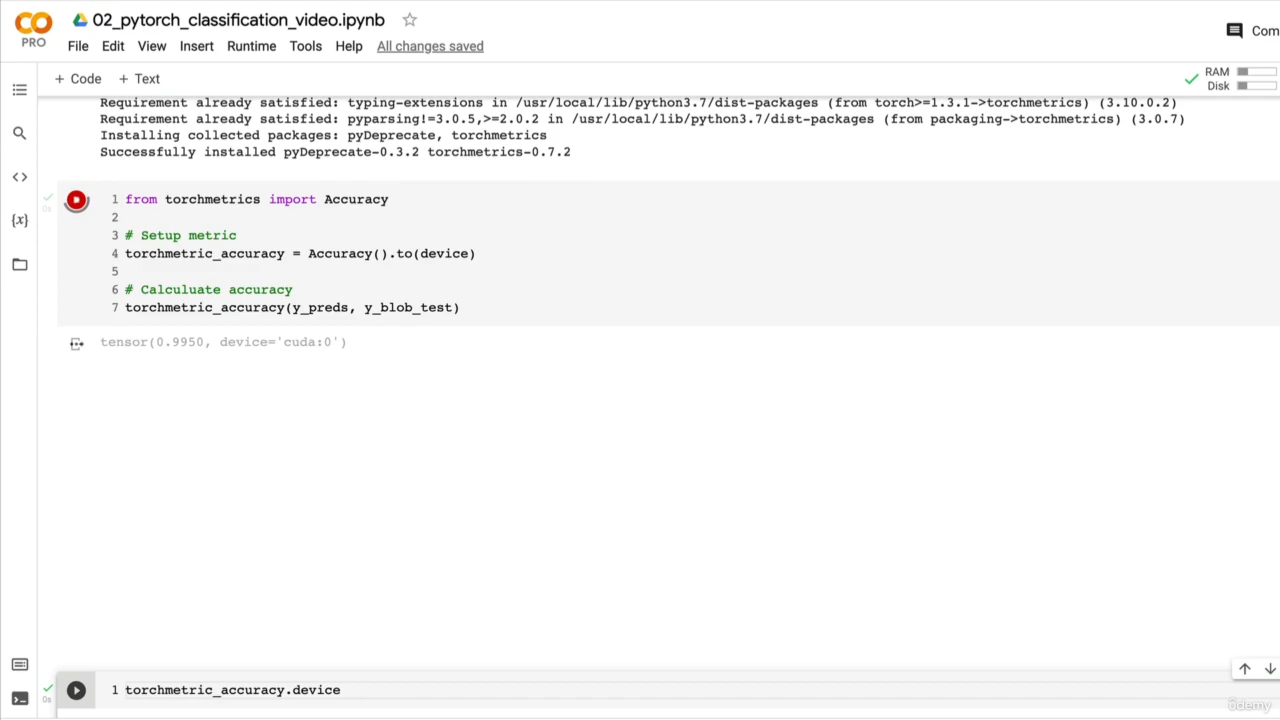 02_pytorch_classification_video.ipynb
PRO
File Edit View Insert Runtime Tools Help All changes saved
Com
+ Code + Text
RAM
Disk
Requirement already satisfied: typing-extensions in /usr/local/lib/python3.7/dist-packages (from torch>=1.3.1->torchmetrics) (3.10.0.2)
Requirement already satisfied: pyparsing!=3.0.5,>=2.0.2 in /usr/local/lib/python3.7/dist-packages (from packaging->torchmetrics) (3.0.7)
Installing collected packages: pyDeprecate, torchmetrics
Successfully installed pyDeprecate-0.3.2 torchmetrics-0.7.2
0s
1 from torchmetrics import Accuracy
2
3 # Setup metric
4 torchmetric_accuracy = Accuracy().to(device)
5
6 # Calculuate accuracy
7 torchmetric_accuracy(y_preds, y_blob_test)
tensor(0.9950, device='cuda:0')
{x}
0s
1 torchmetric_accuracy.device
ûdemy